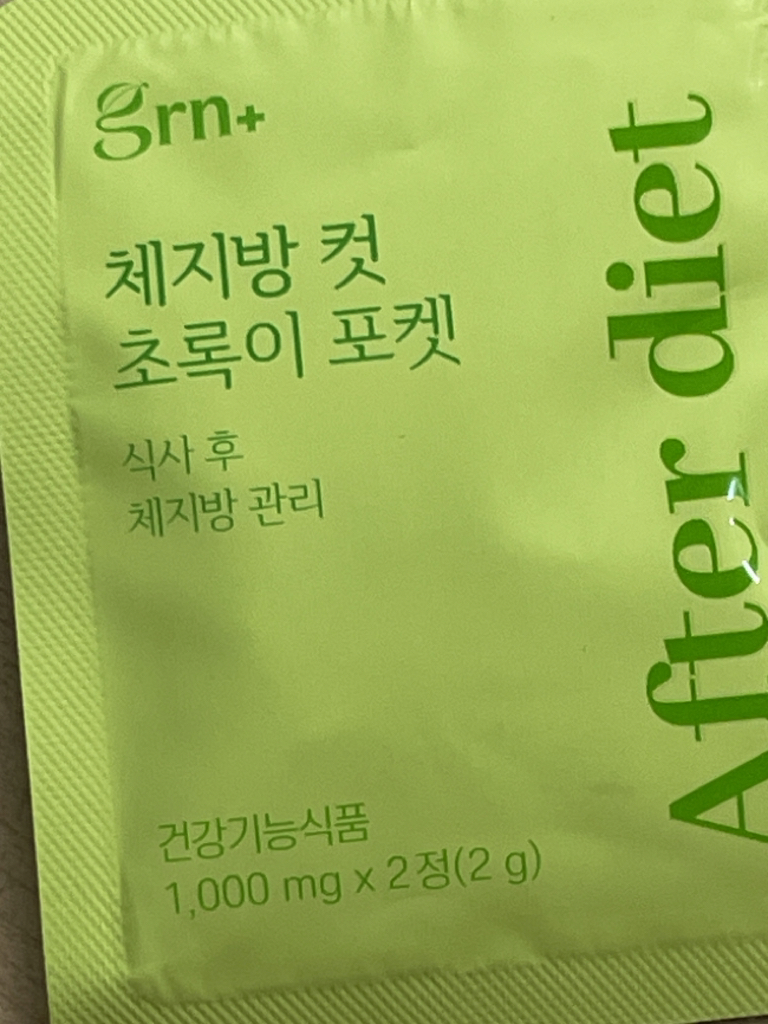 grn+
체지방 컷
초록이 포켓
식사 후
체지방 관리
건강기능식품
1,000 mg x 2정(2 g)
After diet